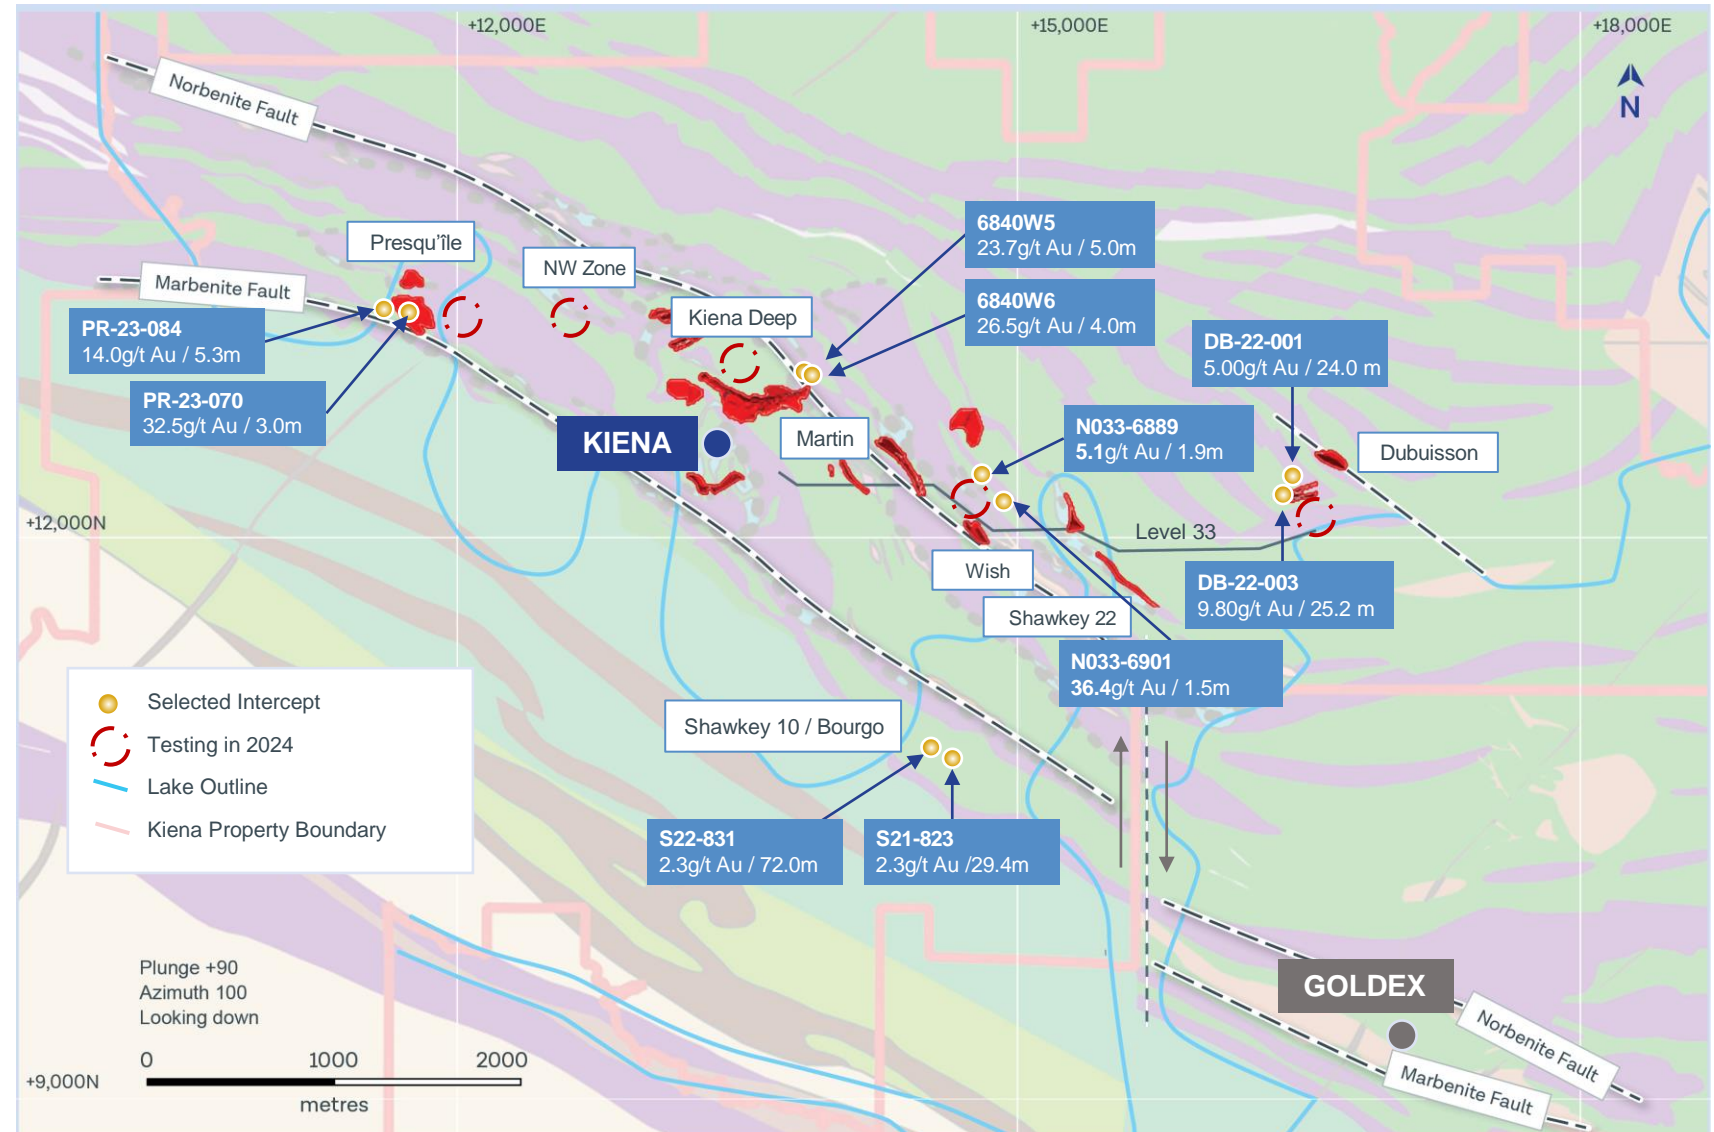 +12,000E
+15,000E
+18,000E
N
Norbenite Fault
Presqu’île
NW Zone
Marbenite Fault
Kiena Deep
6840W5
23.7g/t Au / 5.0m
6840W6
26.5g/t Au / 4.0m
PR-23-084
14.0g/t Au / 5.3m
PR-23-070
32.5g/t Au / 3.0m
DB-22-001
5.00g/t Au / 24.0 m
KIENA
Martin
N033-6889
5.1g/t Au / 1.9m
Dubuisson
+12,000N
Level 33
Wish
DB-22-003
9.80g/t Au / 25.2 m
Shawkey 22
N033-6901
36.4g/t Au / 1.5m
Shawkey 10 / Bourgo
Selected Intercept
Testing in 2024
Lake Outline
Kiena Property Boundary
S22-831
2.3g/t Au / 72.0m
S21-823
2.3g/t Au /29.4m
Plunge +90
Azimuth 100
Looking down
0
1000
2000
metres
+9,000N
GOLDEX
Norbenite Fault
Marbenite Fault